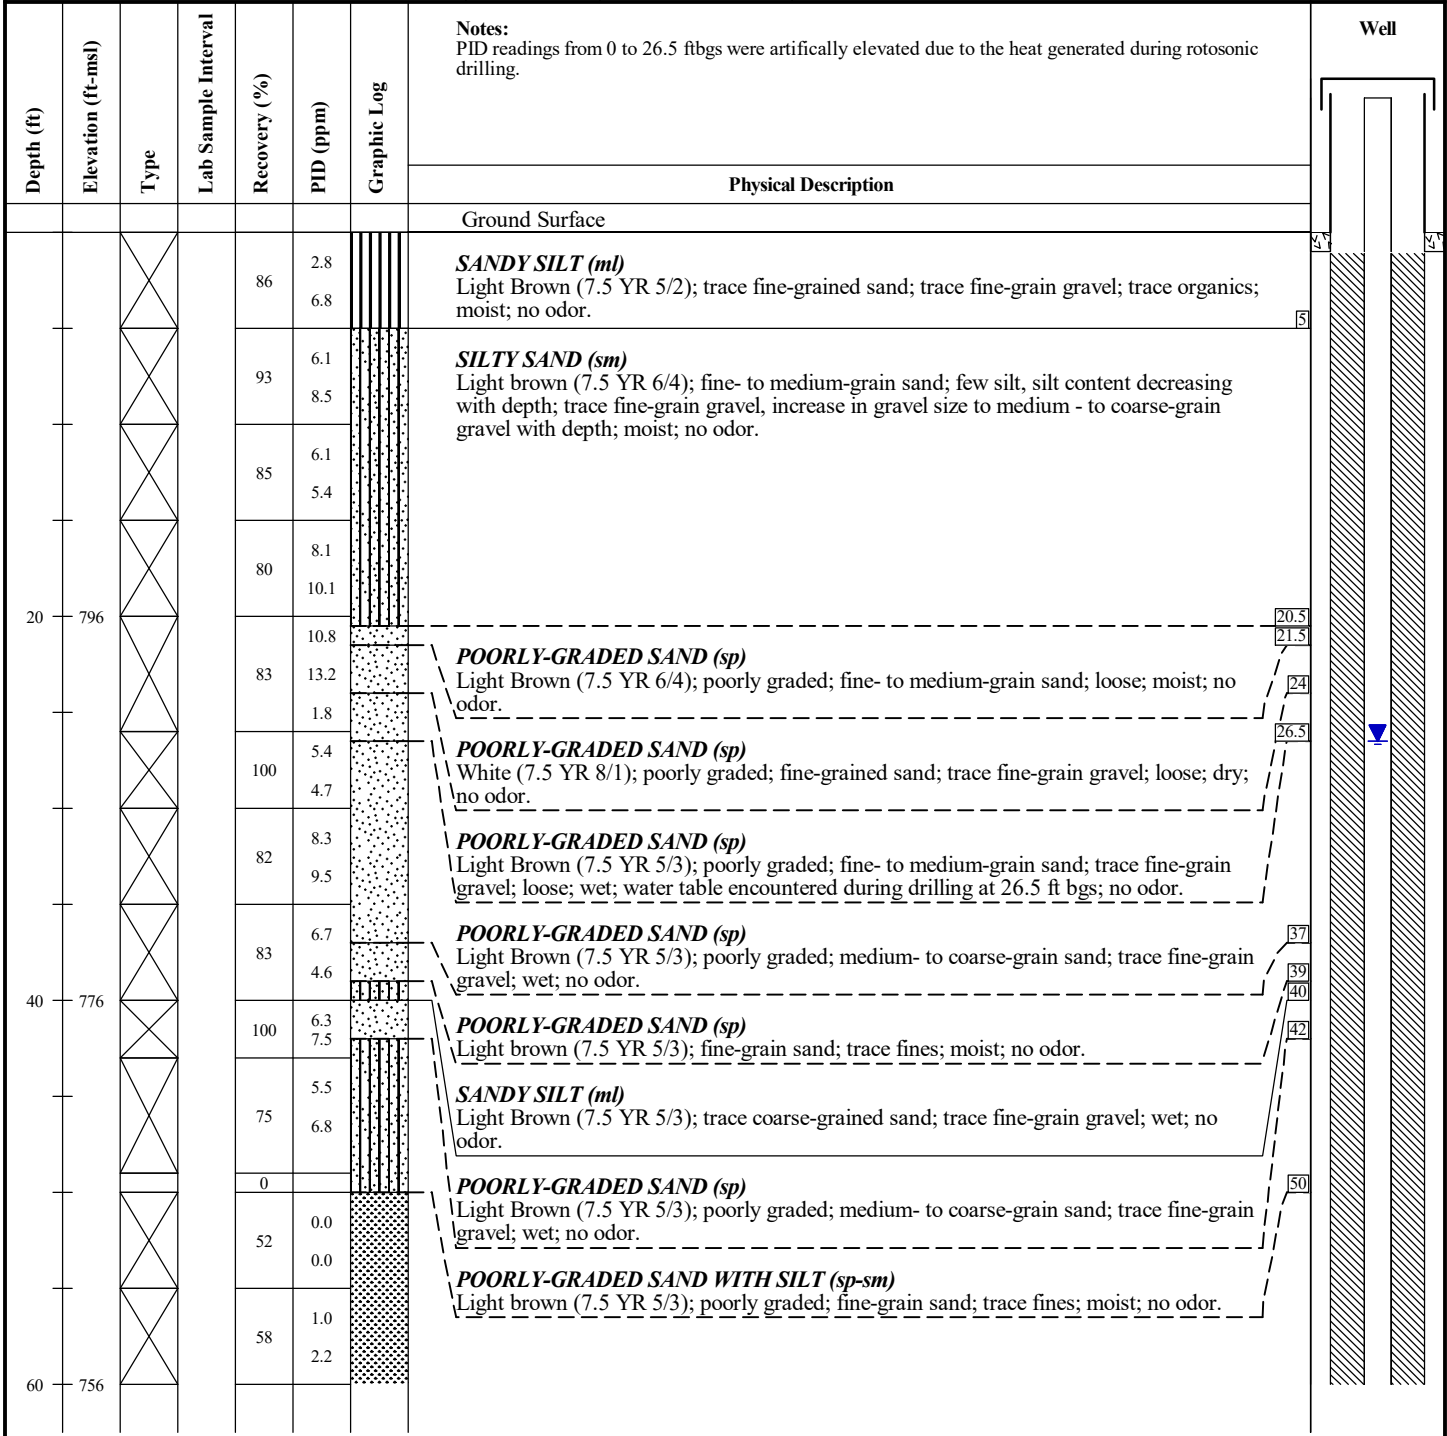 Depth (ft)
Elevation (ft-msl)
Type
Lab Sample Interval
Recovery (%)
PID (ppm)
Graphic Log
Notes:
PID readings from 0 to 26.5 ftbgs were artifically elevated due to the heat generated during rotosonic
drilling.
Physical Description
Well
Ground Surface
86
2.8
6.8
SANDY SILT (ml)
Light Brown (7.5 YR 5/2); trace fine-grained sand; trace fine-grain gravel; trace organics;
moist; no odor.
5
93
6.1
8.5
SILTY SAND (sm)
Light brown (7.5 YR 6/4); fine- to medium-grain sand; few silt, silt content decreasing
with depth; trace fine-grain gravel, increase in gravel size to medium - to coarse-grain
gravel with depth; moist; no odor.
85
6.1
5.4
80
8.1
10.1
20
796
20.5
83
10.8
13.2
1.8
21.5
POORLY-GRADED SAND (sp)
Light Brown (7.5 YR 6/4); poorly graded; fine- to medium-grain sand; loose; moist; no
odor.
24
26.5
100
5.4
4.7
POORLY-GRADED SAND (sp)
White (7.5 YR 8/1); poorly graded; fine-grained sand; trace fine-grain gravel; loose; dry;
no odor.
82
8.3
9.5
POORLY-GRADED SAND (sp)
Light Brown (7.5 YR 5/3); poorly graded; fine- to medium-grain sand; trace fine-grain
gravel; loose; wet; water table encountered during drilling at 26.5 ft bgs; no odor.
83
6.7
4.6
POORLY-GRADED SAND (sp)
Light Brown (7.5 YR 5/3); poorly graded; medium- to coarse-grain sand; trace fine-grain
gravel; wet; no odor.
37
39
40
776
40
100
6.3
7.5
POORLY-GRADED SAND (sp)
Light brown (7.5 YR 5/3); fine-grain sand; trace fines; moist; no odor.
42
75
5.5
6.8
SANDY SILT (ml)
Light Brown (7.5 YR 5/3); trace coarse-grained sand; trace fine-grain gravel; wet; no
odor.
0
POORLY-GRADED SAND (sp)
Light Brown (7.5 YR 5/3); poorly graded; medium- to coarse-grain sand; trace fine-grain
gravel; wet; no odor.
50
52
0.0
0.0
POORLY-GRADED SAND WITH SILT (sp-sm)
Light brown (7.5 YR 5/3); poorly graded; fine-grain sand; trace fines; moist; no odor.
58
1.0
2.2
60
756